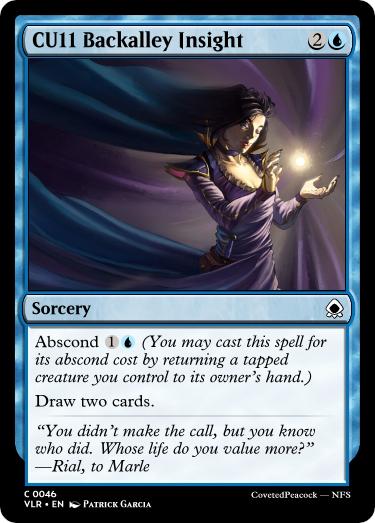 CU11 Backalley Insight 2
Sorcery
Abscond 1 (You may cast this spell for
its abscond cost by returning a tapped
creature you control to its owner's hand.)
Draw two cards.
"You didn't make the call, but you know
who did. Whose life do you value more?"
—Rial, to Marle
C 0046
VLR • EN Patrick Garcia
CovetedPeacock — NFS